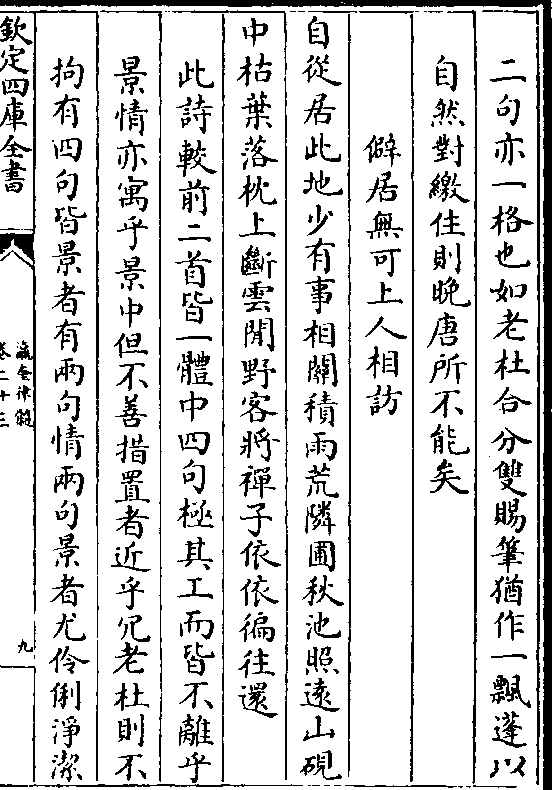 二句亦一格也如老杜合分雙賜筆猶作一飄蓬以
自然對繳住則晚唐所不能矣
僻居無可上人相訪
自從居此地少有事相關積雨荒隣圃秋池照遠山硯
中枯葉落枕上斷雲閒野客將禪子依依徧往還
此詩較前二首皆一體中四句極其工而皆不離乎
景情亦寓乎景中但不善措置者近乎冗老杜則不
拘有四句皆景者有兩句情兩句景者尤伶俐淨潔
欽定四庫全書
瀛奎律髓
卷二十三
九